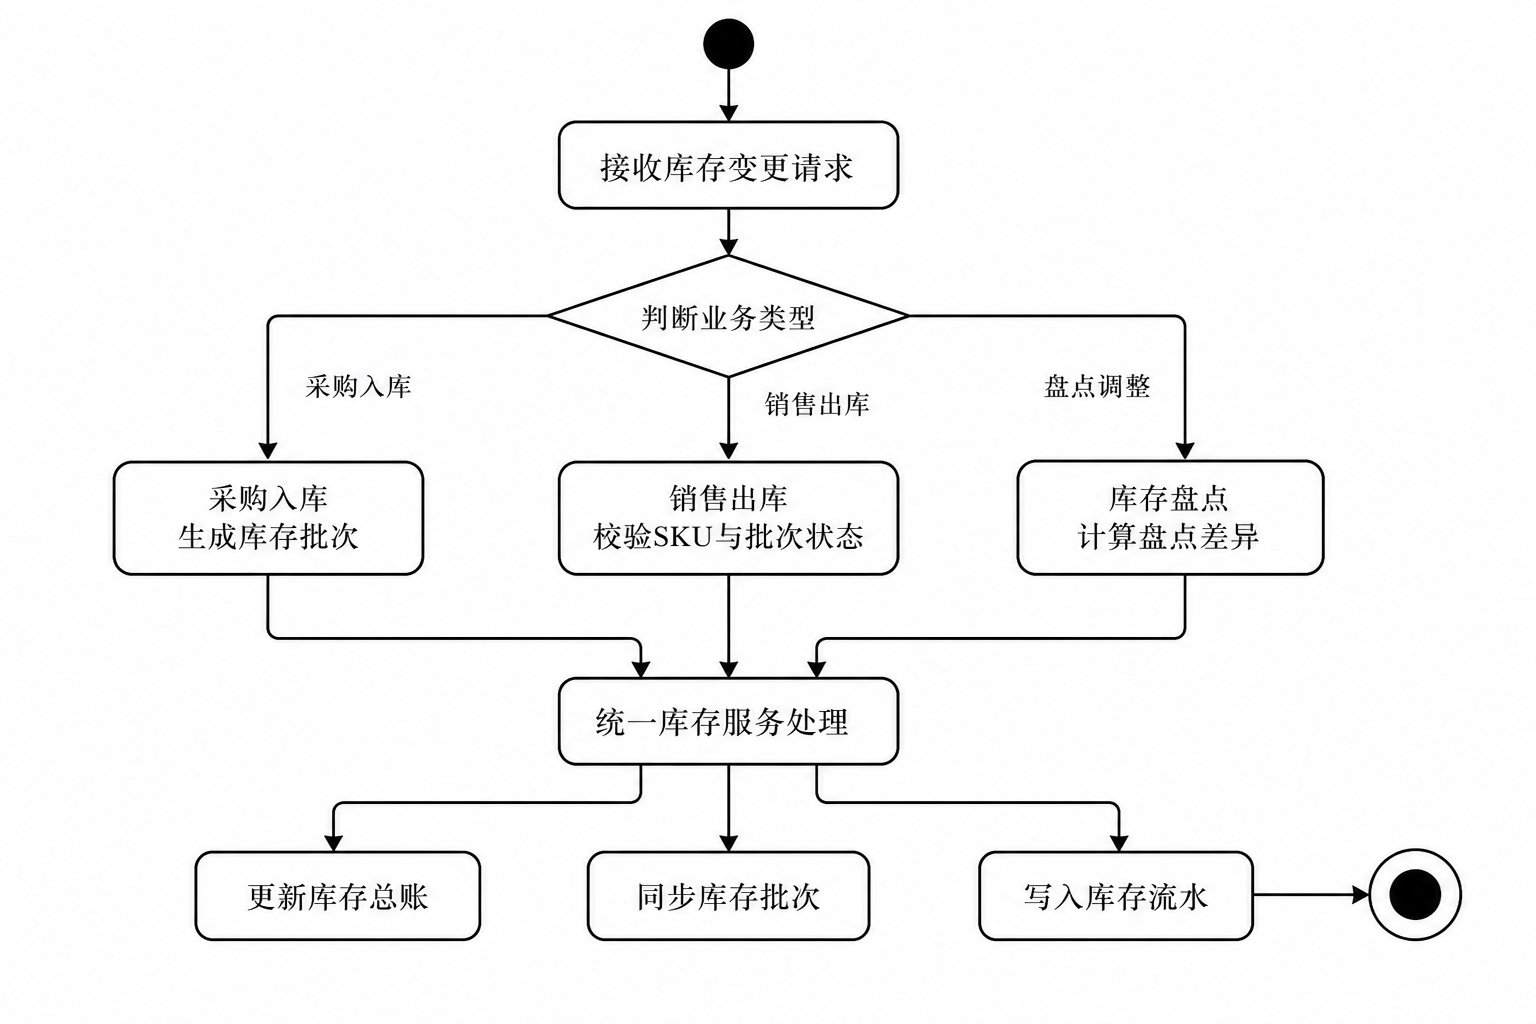 接收库存变更请求
判断业务类型
采购入库
销售出库
盘点调整
采购入库
生成库存批次
销售出库
校验SKU与批次状态
库存盘点
计算盘点差异
统一库存服务处理
更新库存总账
同步库存批次
写入库存流水